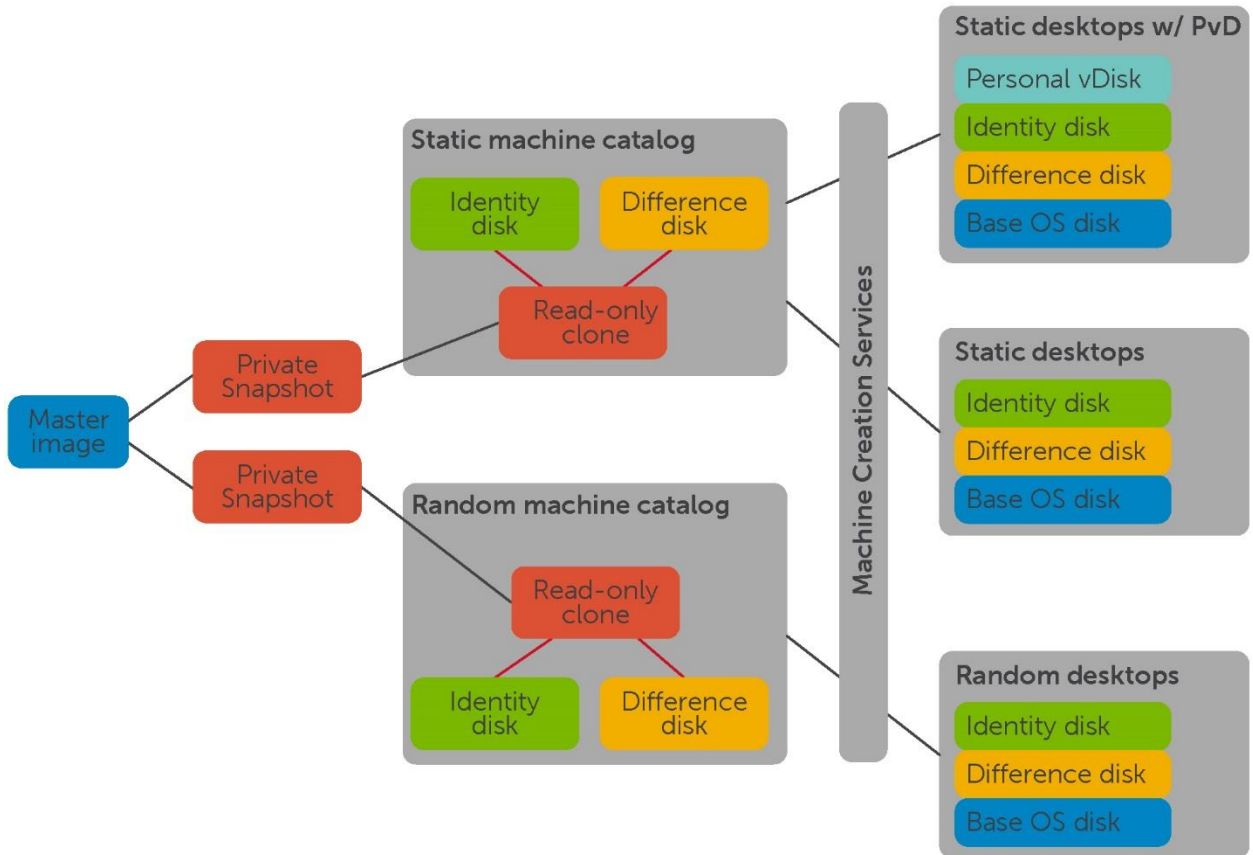 Master
image
Private
Snapshot
Private
Snapshot
Static machine catalog
Identity
disk
Difference
disk
Read-only
clone
Random machine catalog
Read-only
clone
Identity
disk
Difference
disk
Machine Creation Services
Static desktops w/ PvD
Personal vDisk
Identity disk
Difference disk
Base OS disk
Static desktops
Identity disk
Difference disk
Base OS disk
Random desktops
Identity disk
Difference disk
Base OS disk